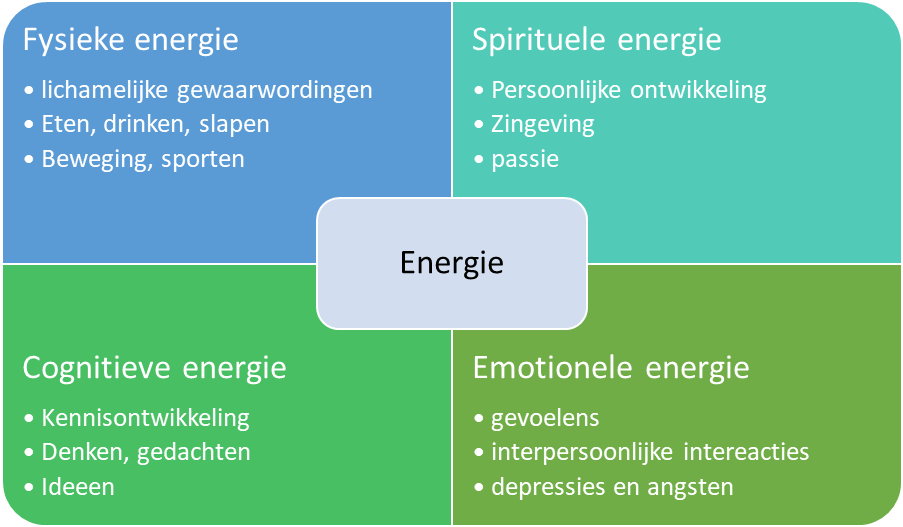 Fysieke energie
• lichamelijke gewaarwordingen
• Eten, drinken, slapen
• Beweging, sporten
Spirituele energie
• Persoonlijke ontwikkeling
• Zingeving
• passie
Energie
Cognitieve energie
• Kennisontwikkeling
• Denken, gedachten
• Ideeen
Emotionele energie
• gevoelens
• interpersoonlijke intereacties
• depressies en angsten